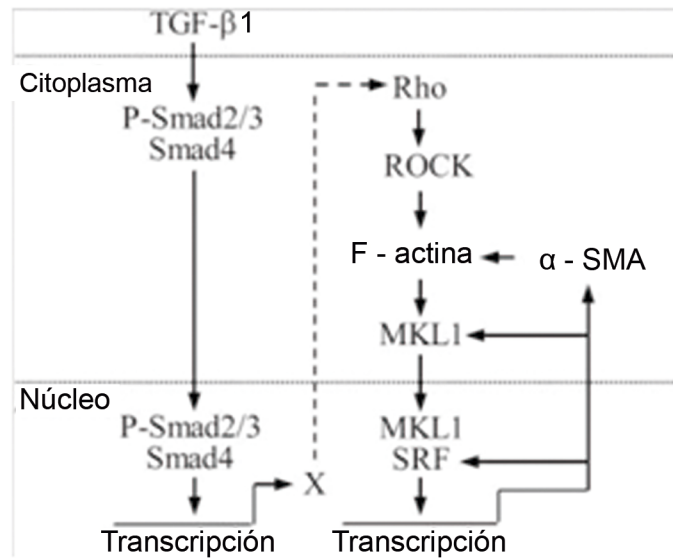 TGF-β1
Citoplasma
P-Smad2/3
Smad4
Rho
ROCK
F - actina
α - SMA
MKL1
Núcleo
P-Smad2/3
Smad4
X
MKL1
SRF
Transcripción
Transcripción